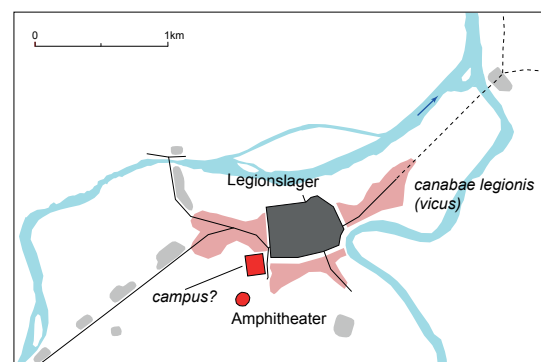 0
1km
Legionslager
canabae legionis
(vicus)
campus?
Amphitheater